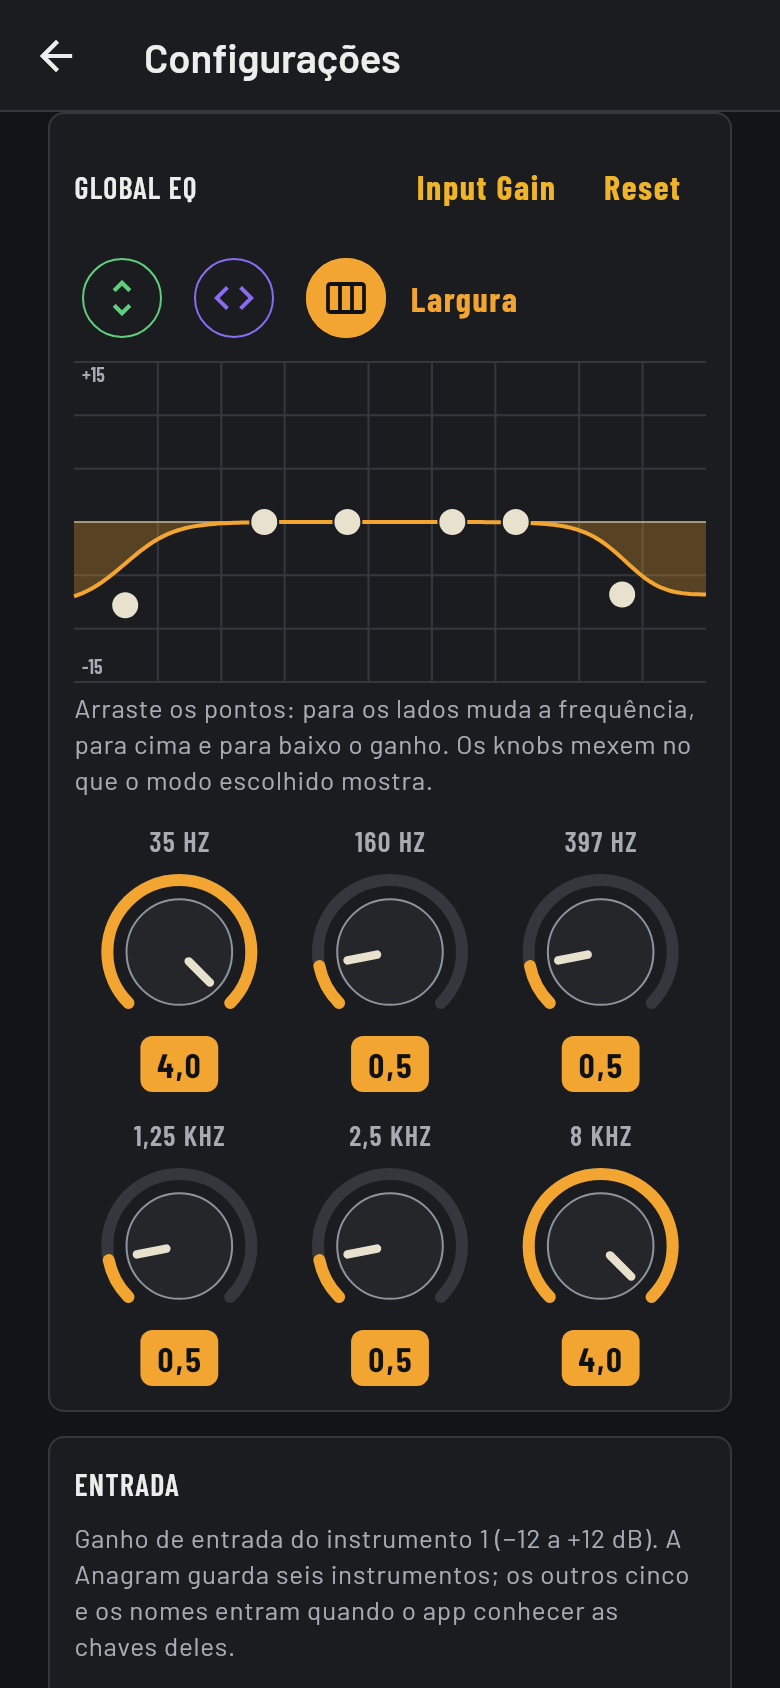 Configurações
GLOBAL EQ
Input Gain
Reset
Largura
+15
-15
Arraste os pontos: para os lados muda a frequência,
para cima e para baixo o ganho. Os knobs mexem no
que o modo escolhido mostra.
35 HZ
160 HZ
397 HZ
4,0
0,5
0,5
1,25 KHZ
2,5 KHZ
8 KHZ
0,5
0,5
4,0
ENTRADA
Ganho de entrada do instrumento 1 (−12 a +12 dB). A
Anagram guarda seis instrumentos; os outros cinco
e os nomes entram quando o app conhecer as
chaves deles.